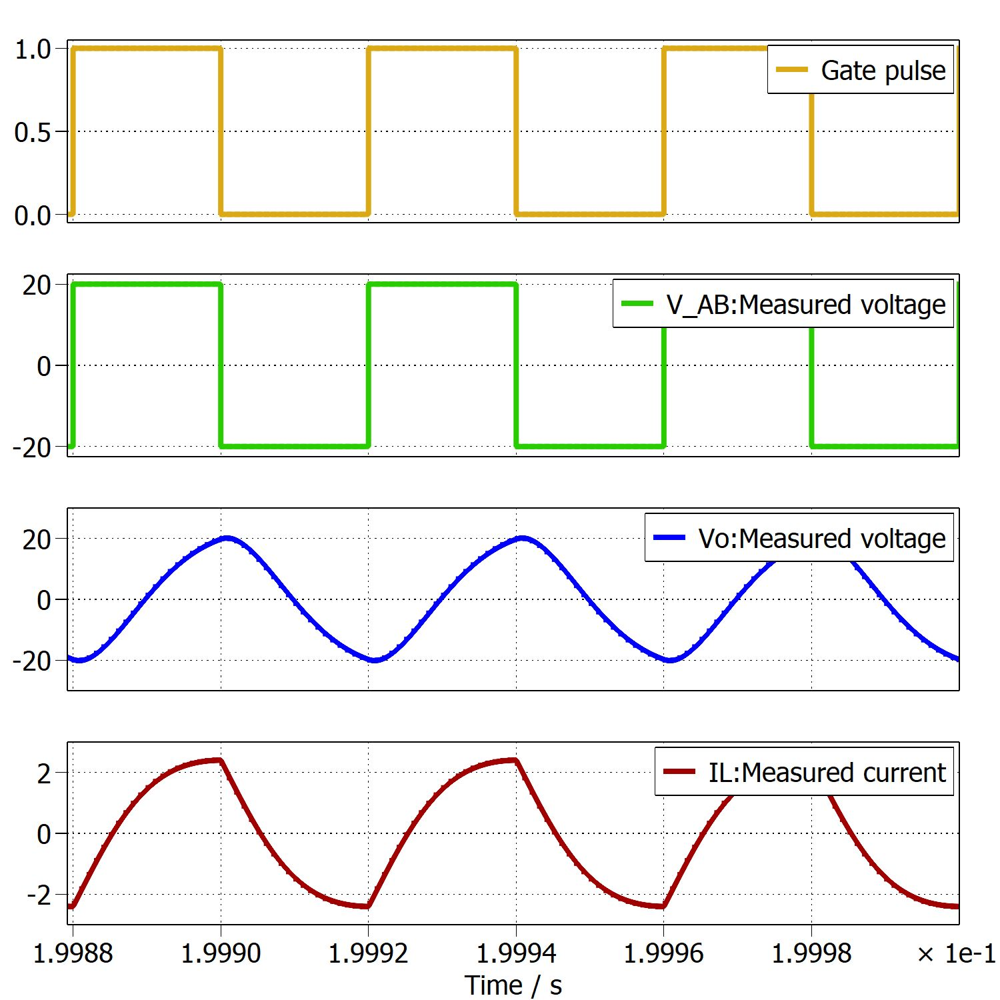 1.0
Gate pulse
0.5
0.0
20
V_AB:Measured voltage
0
-20
20
Vo:Measured voltage
0
-20
2
IL:Measured current
0
-2
1.9988 1.9990 1.9992 1.9994 1.9996 1.9998 × 1e-1
Time / s